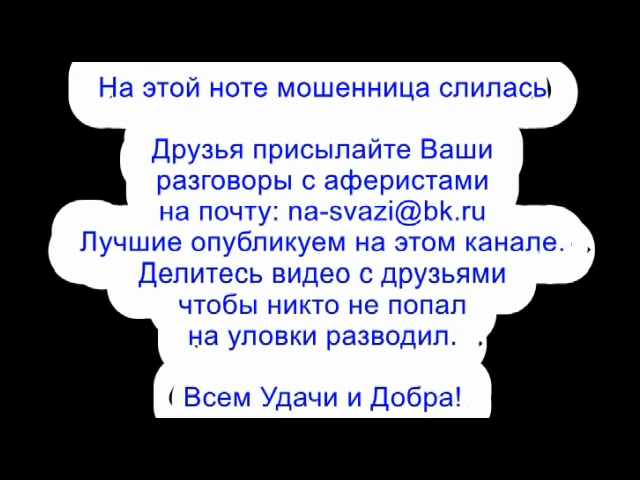 На этой ноте мошенница слилась
Друзья присылайте Ваши
разговоры с аферистами
на почту: na-svazi@bk.ru
Лучшие опубликуем на этом канале.
Делитесь видео с друзьями
чтобы никто не попал
на уловки разводил.
Всем Удачи и Добра!